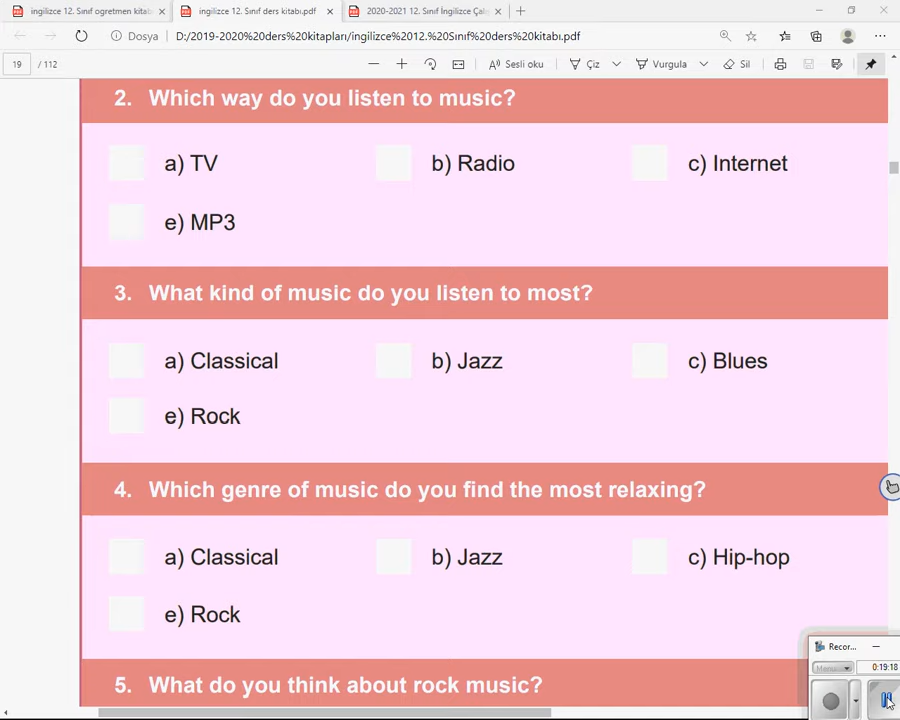 ingilizce 12. Sınıf ogretmen kitab
ingilizce 12. Sınıf ders kitabı.pdf
2020-2021 12. Sınıf İngilizce Çalış
Dosya
D:/2019-2020%20ders%20kitapları/ingilizce%2012.%20Sınıf%20ders%20kitabı.pdf
19 / 112
Sesli oku
Çiz
Vurgula
Sil
2. Which way do you listen to music?
a) TV
b) Radio
c) Internet
e) MP3
3. What kind of music do you listen to most?
a) Classical
b) Jazz
c) Blues
e) Rock
4. Which genre of music do you find the most relaxing?
a) Classical
b) Jazz
c) Hip-hop
e) Rock
5. What do you think about rock music?
Recor...
Menu
0:19:18